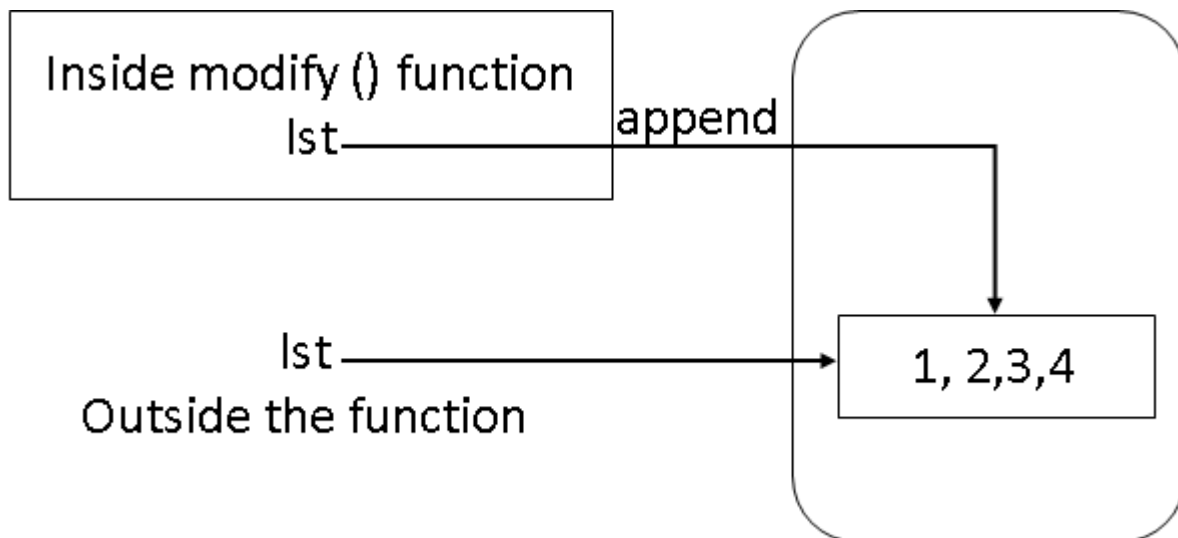 Inside modify () function
lst
append
lst
1, 2,3,4
Outside the function